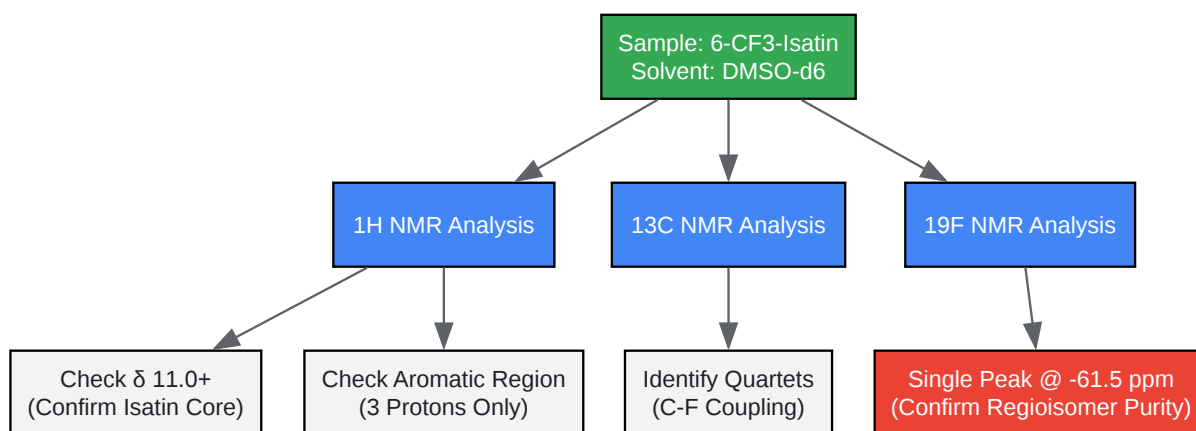 Sample: 6-CF3-Isatin
Solvent: DMSO-d6
1H NMR Analysis
13C NMR Analysis
19F NMR Analysis
Check δ 11.0+
(Confirm Isatin Core)
Check Aromatic Region
(3 Protons Only)
Identify Quartets
(C-F Coupling)
Single Peak @ -61.5 ppm
(Confirm Regioisomer Purity)